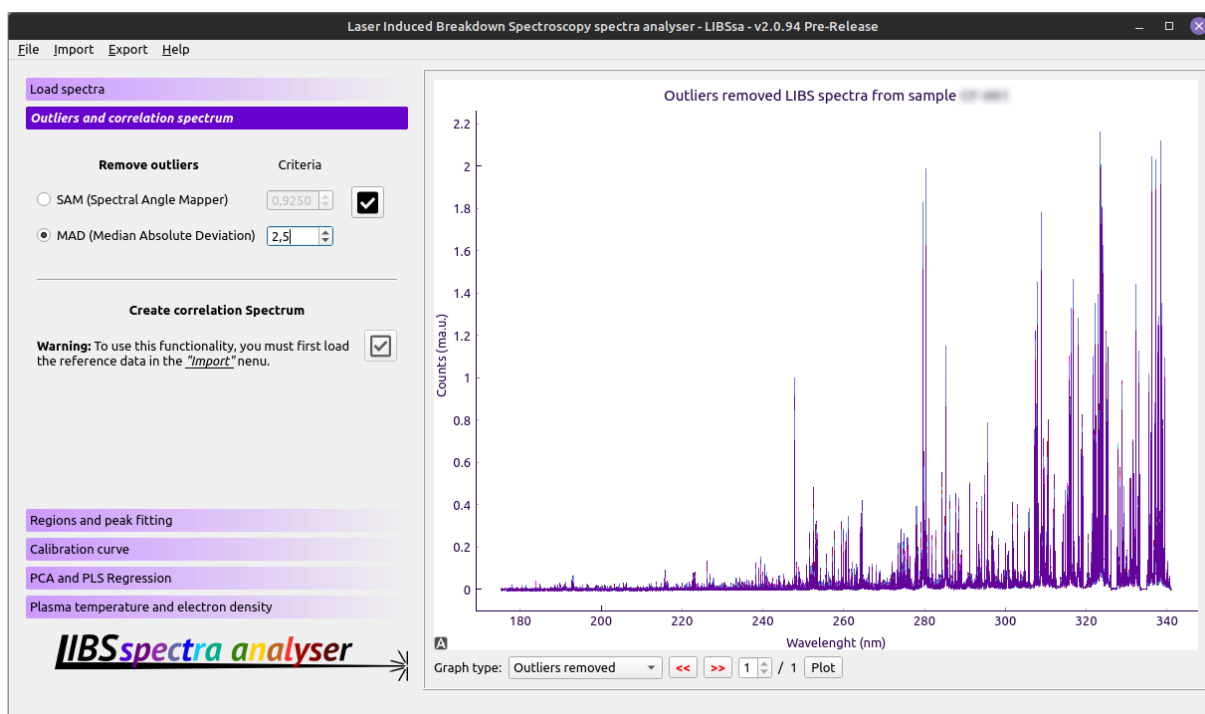 Laser Induced Breakdown Spectroscopy spectra analyser - LIBSsa - v2.0.94 Pre-Release
File Import Export Help
Load spectra
Outliers and correlation spectrum
Remove outliers Criteria
SAM (Spectral Angle Mapper) 0,9250
MAD (Median Absolute Deviation) 2,5
Create correlation Spectrum
Warning: To use this functionality, you must first load
the reference data in the "Import" nenu.
Regions and peak fitting
Calibration curve
PCA and PLS Regression
Plasma temperature and electron density
LIBS spectra analyser
Outliers removed LIBS spectra from sample
Counts (ma.u.)
2.2
2
1.8
1.6
1.4
1.2
1
0.8
0.6
0.4
0.2
0
180 200 220 240 260 280 300 320 340
Wavelenght (nm)
A
Graph type: Outliers removed << >> 1 / 1 Plot